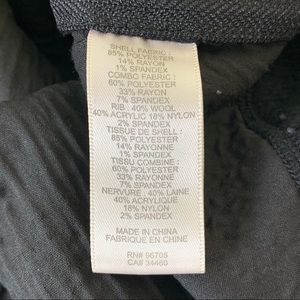 SHELL FABRIC :
85% POLYESTER
14% RAYON
1% SPANDEX
COMBO FABRIC :
60% POLYESTER
33% RAYON
7% SPANDEX
RIB : 40% WOOL
40% ACRYLIC 18% NYLON
2% SPANDEX
TISSUE DE SHELL :
85% POLYESTER
14% RAYONNE
1% SPANDEX
TISSU COMBINE :
60% POLYESTER
33% RAYONNE
7% SPANDEX
NERVURE : 40% LAINE
40% ACRYLIQUE
18% NYLON
2% SPANDEX
MADE IN CHINA
FABRIQUE EN CHINE
RN# 96705
CA# 34460